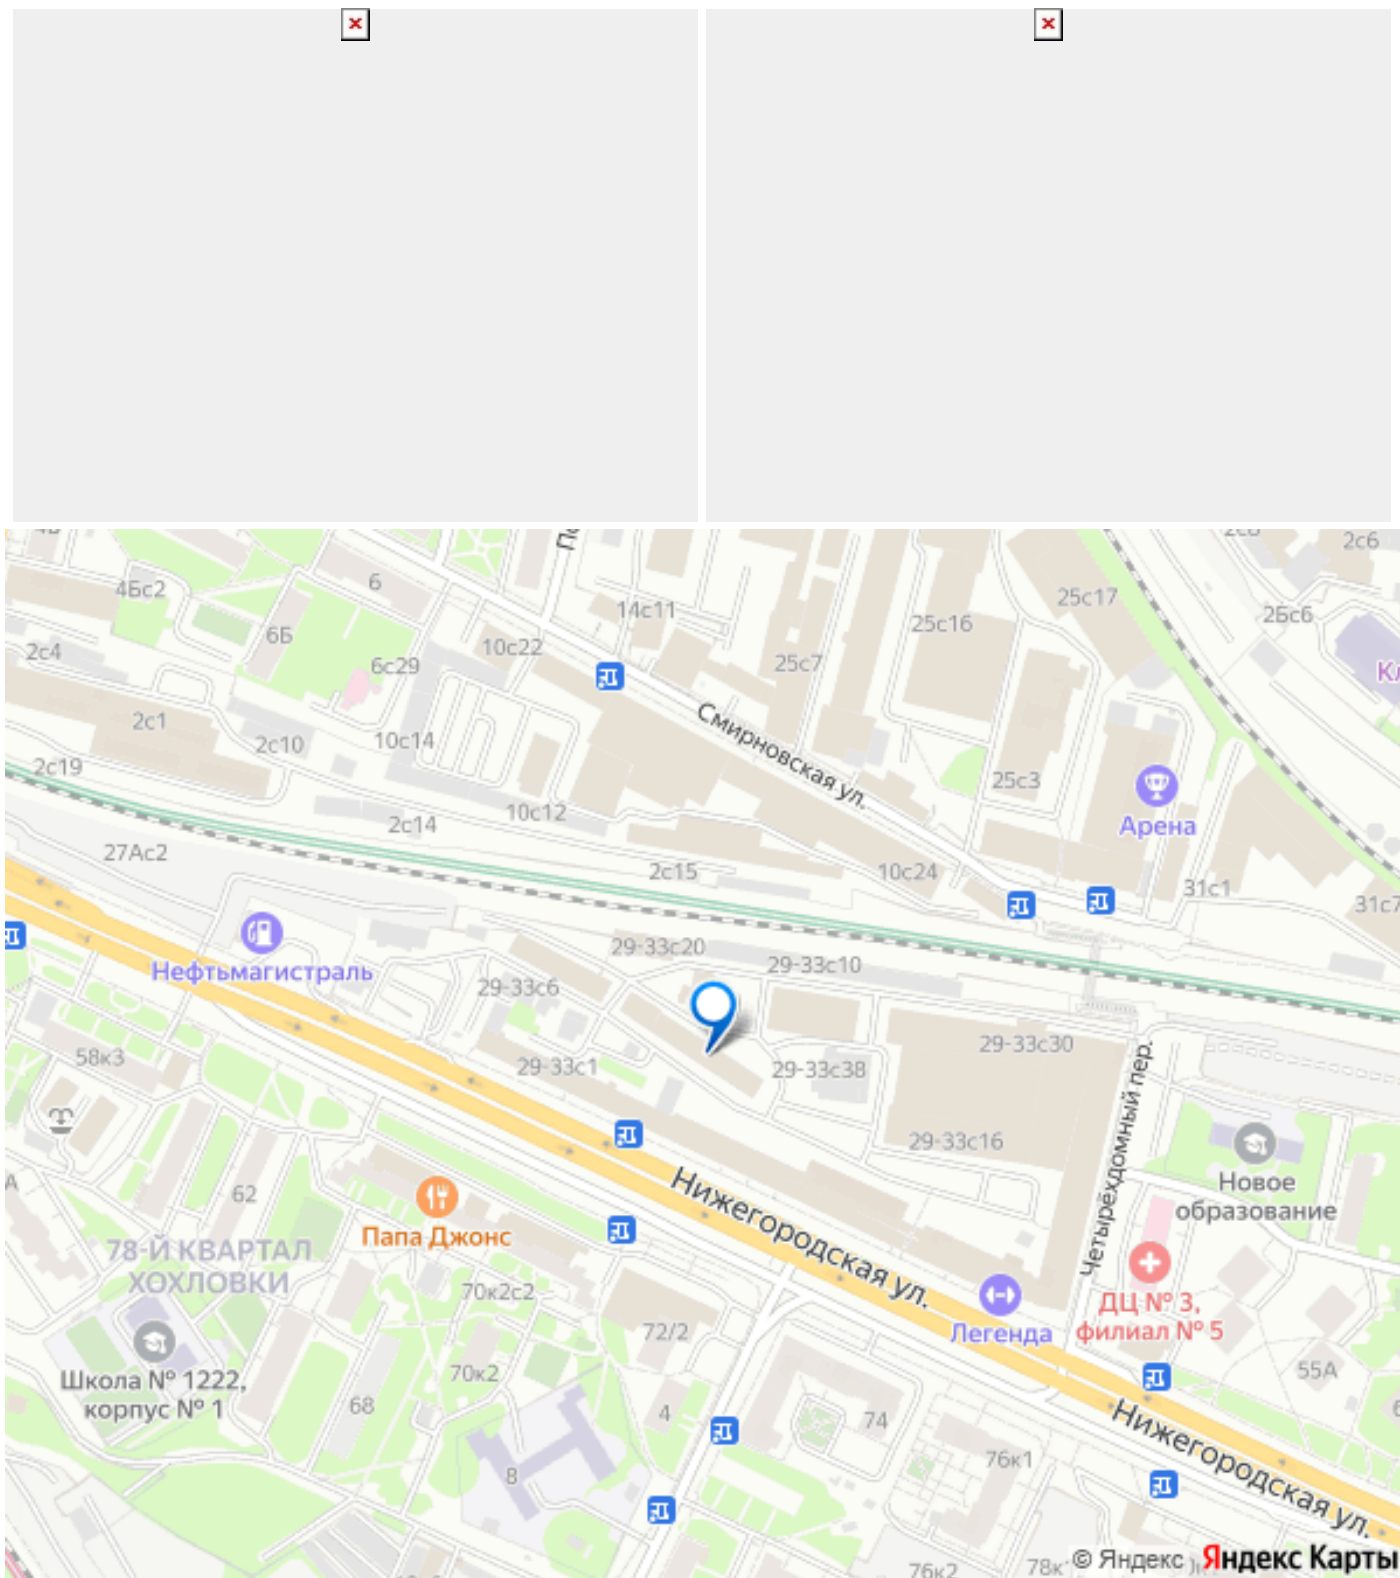 4Бс2
6
6Б
14с11
25с16
25с17
2с6
2Бс6
2с4
6с29
10с22
25с7
2с1
2с10
10с14
Смирновская ул.
25с3
2с19
2с14
10с12
Арена
27Ас2
2с15
10с24
31с1
31с7
Нефтьмагистраль
29-33с20
29-33с10
29-33с6
58к3
29-33с1
29-33с38
29-33с30
29-33с16
Четырёхдомный пер.
Новое
образование
62
Папа Джонс
Нижегородская ул.
78-Й КВАРТАЛ
ХОХЛОВКИ
70к2с2
72/2
Легенда
ДЦ № 3,
филиал № 5
Школа № 1222,
корпус № 1
68
70к2
4
74
55А
76к1
8
Нижегородская ул.
76к2
© Яндекс
Яндекс Карты